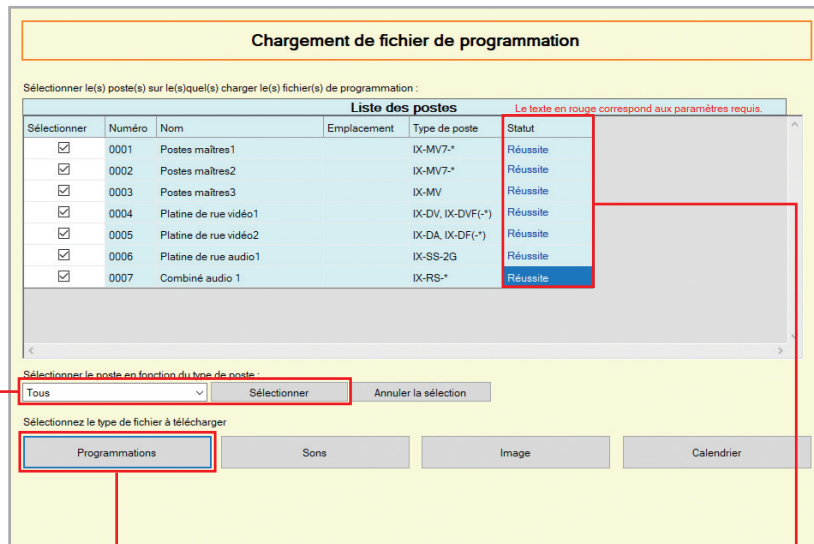 Chargement de fichier de programmation
Sélectionner le(s) poste(s) sur le(s)quel(s) charger le(s) fichier(s) de programmation :
Liste des postes Le texte en rouge correspond aux paramètres requis.
Sélectionner Numéro Nom Emplacement Type de poste Statut
0001 Postes maîtres1 IX-MV7-* Réussite
0002 Postes maîtres2 IX-MV7-* Réussite
0003 Postes maîtres3 IX-MV Réussite
0004 Platine de rue vidéo1 IX-DV, IX-DVF(-*) Réussite
0005 Platine de rue vidéo2 IX-DA, IX-DF(-*) Réussite
0006 Platine de rue audio1 IX-SS-2G Réussite
0007 Combiné audio 1 IX-RS-* Réussite
Sélectionner le poste en fonction du type de poste :
Tous Sélectionner Annuler la sélection
Sélectionnez le type de fichier à télécharger
Programmations Sons Image Calendrier